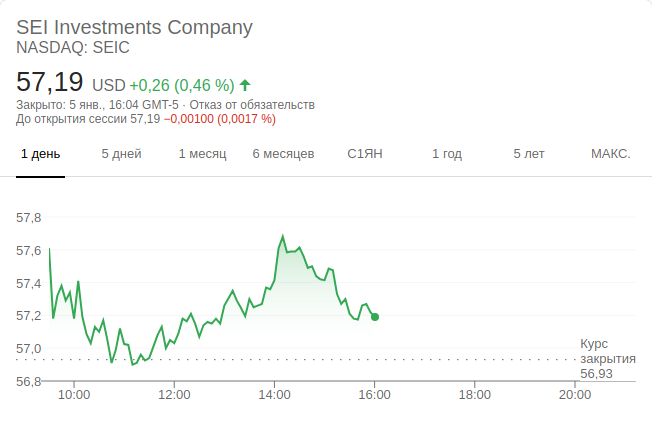 SEI Investments Company
NASDAQ: SEIC
57,19 USD +0,26 (0,46 %)
Закрыто: 5 янв., 16:04 GMT-5 · Отказ от обязательств
До открытия сессии 57,19 −0,00100 (0,0017 %)
1 день 5 дней 1 месяц 6 месяцев С1ЯН 1 год 5 лет МАКС.
57,8
57,6
57,4
57,2
57,0
56,8
Курс
закрытия
56,93
10:00 12:00 14:00 16:00 18:00 20:00